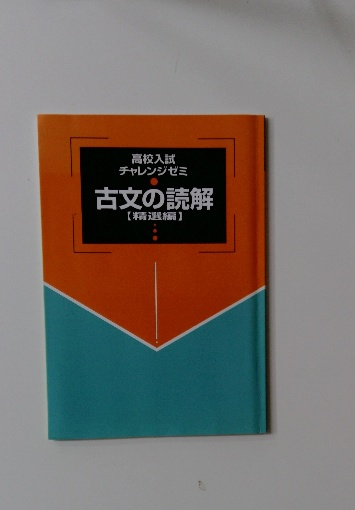 高校入試
チャレンジゼミ
古文の読解
【精選編】